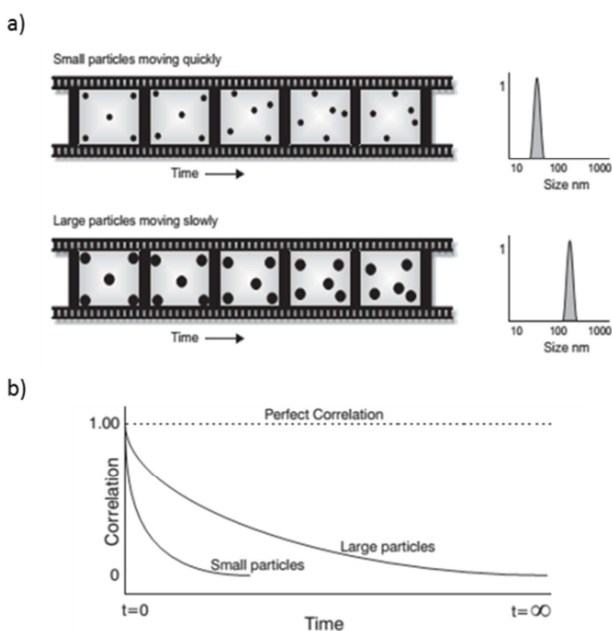 a)
Small particles moving quickly
Time
1
10 100 1000
Size nm
Large particles moving slowly
Time
1
10 100 1000
Size nm
b)
Perfect Correlation
1.00
Correlation
Large particles
Small particles
0
t=0
t=∞
Time